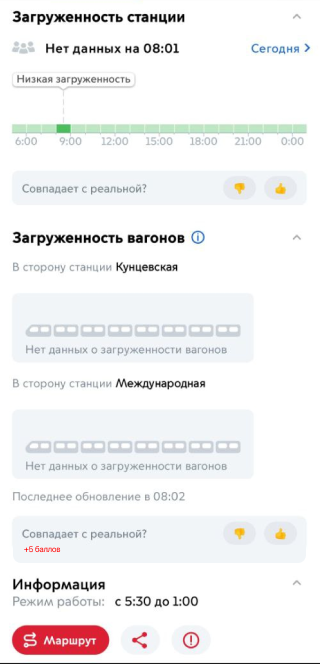 Загруженность станции
Нет данных на 08:01 Сегодня
Низкая загруженность
6:00 9:00 12:00 15:00 18:00 21:00 0:00
Совпадает с реальной?
Загруженность вагонов
В сторону станции Кунцевская
Нет данных о загруженности вагонов
В сторону станции Международная
Нет данных о загруженности вагонов
Последнее обновление в 08:02
Совпадает с реальной?
+5 баллов
Информация
Режим работы: с 5:30 до 1:00
Маршрут